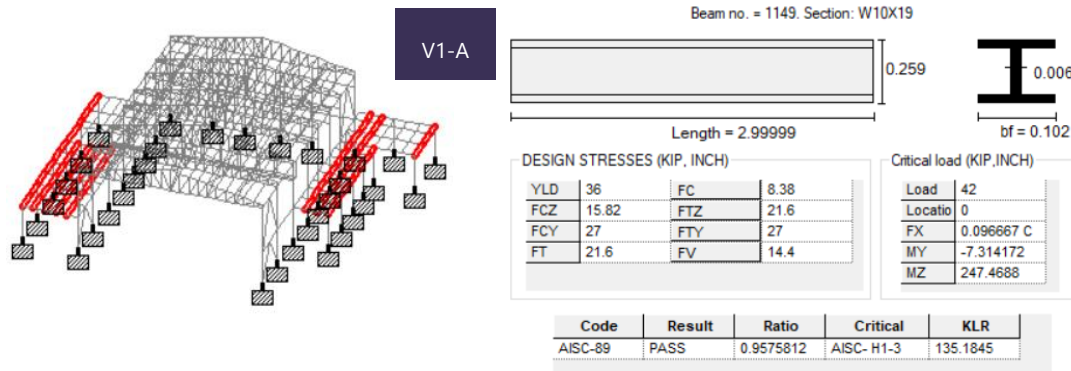 V1-A
Beam no. = 1149. Section: W10X19
0.259
0.006
Length = 2.99999
bf = 0.102
DESIGN STRESSES (KIP, INCH)
YLD 36 FC 8.38
FCZ 15.82 FTZ 21.6
FCY 27 FTY 27
FT 21.6 FV 14.4
Critical load (KIP,INCH)
Load 42
Locatio 0
FX 0.096667 C
MY -7.314172
MZ 247.4688
Code Result Ratio Critical KLR
AISC-89 PASS 0.9575812 AISC- H1-3 135.1845